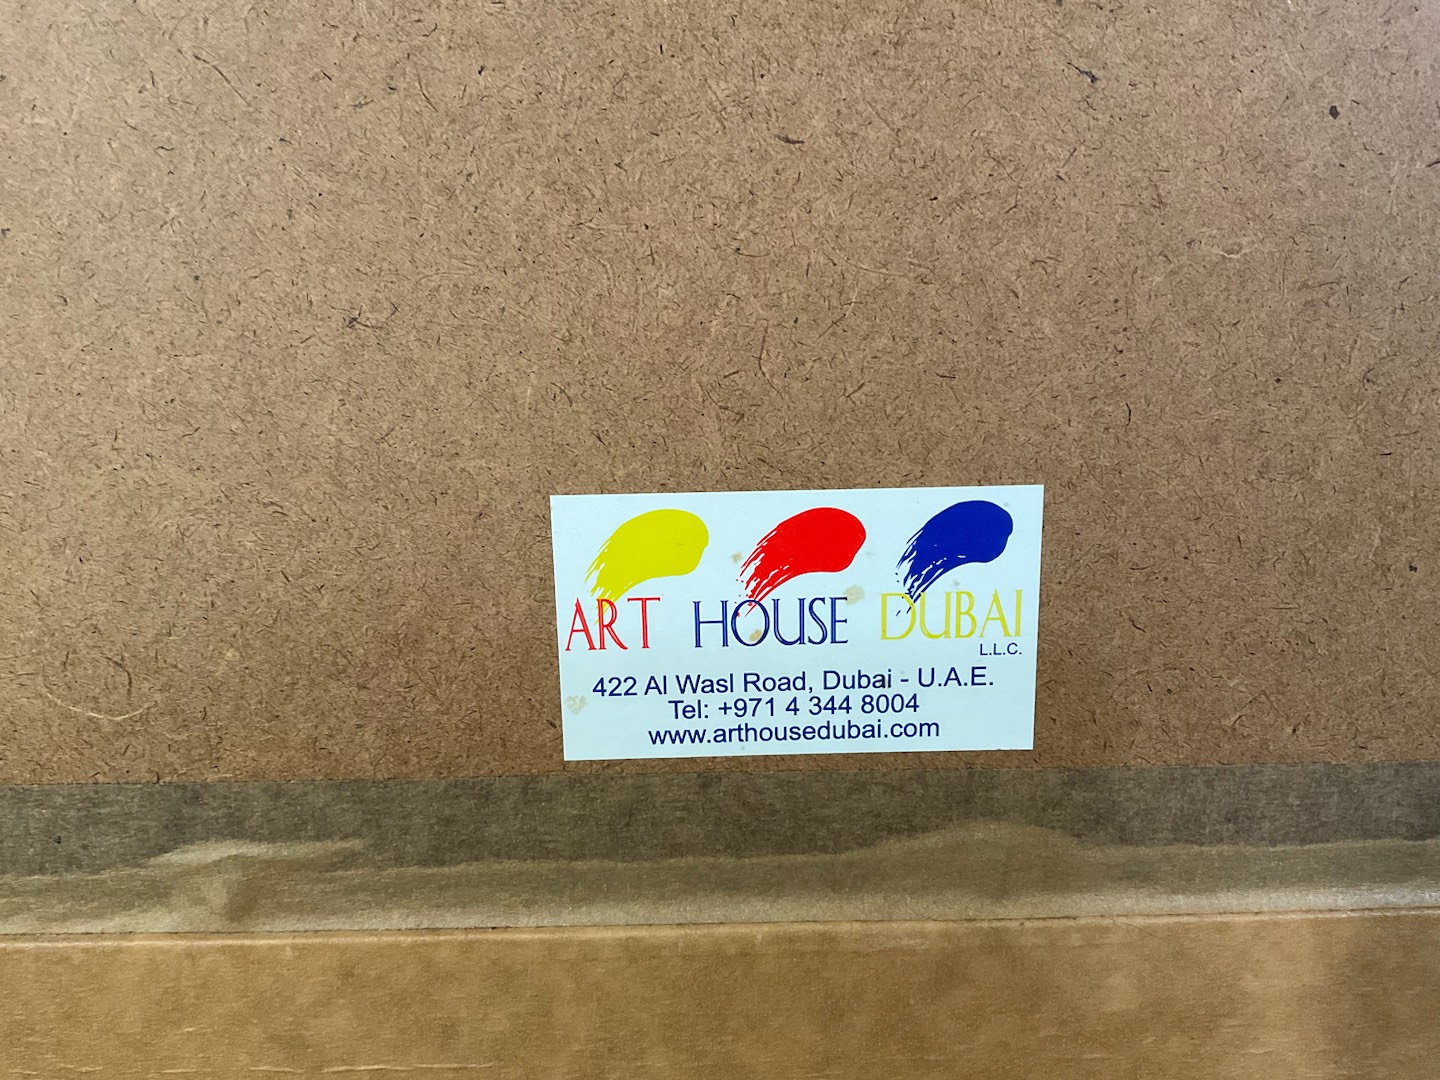 ART HOUSE DUBAI
L.L.C.
422 Al Wasl Road, Dubai - U.A.E.
Tel: +971 4 344 8004
www.arthousedubai.com